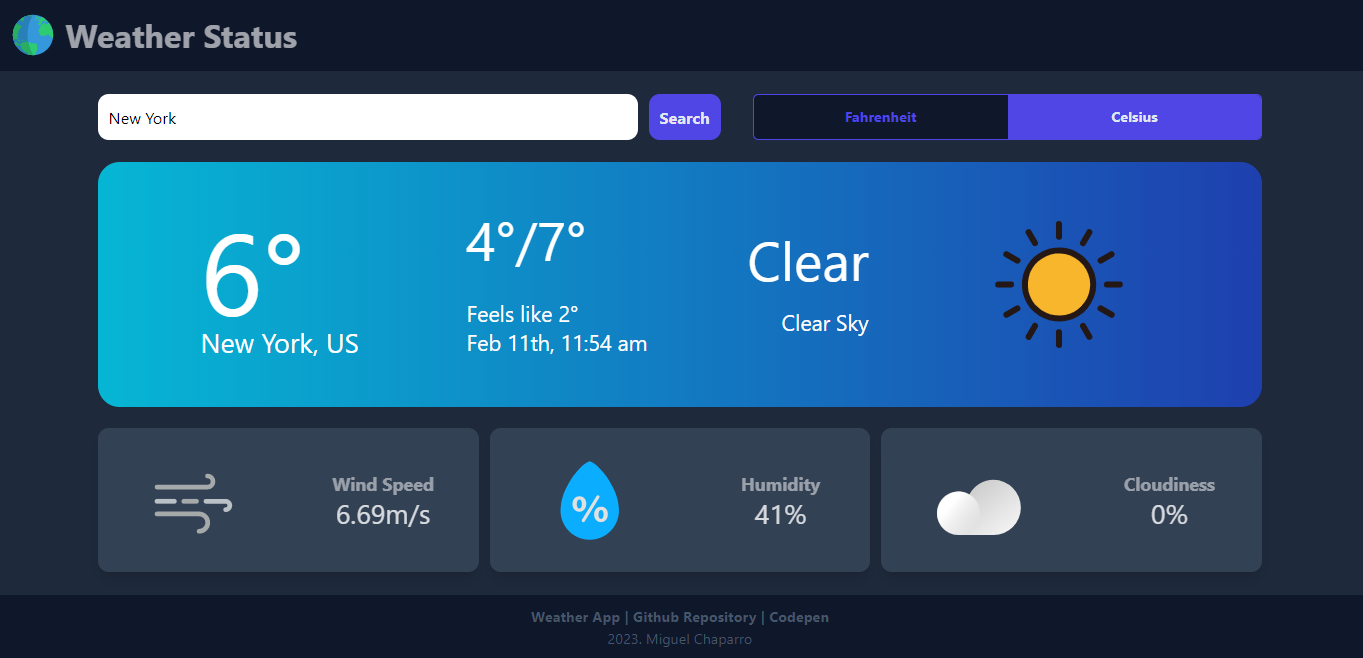 Weather Status
New York
Search
Fahrenheit
Celsius
6°
New York, US
4°/7°
Feels like 2°
Feb 11th, 11:54 am
Clear
Clear Sky
Wind Speed
6.69m/s
%
Humidity
41%
Cloudiness
0%
Weather App | Github Repository | Codepen
2023. Miguel Chaparro